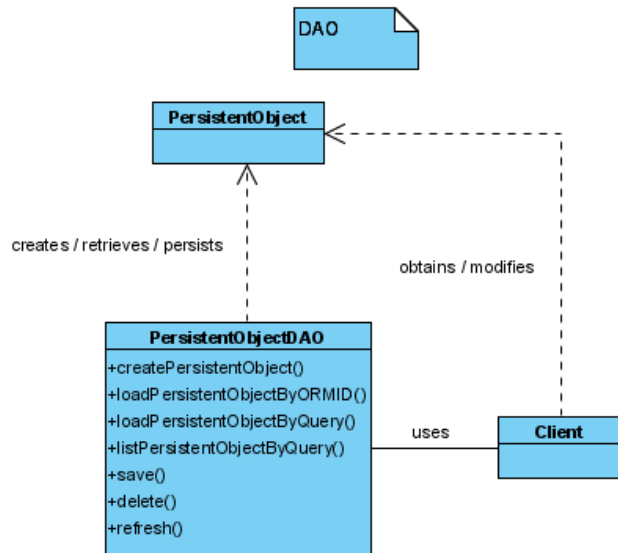 DAO
PersistentObject
creates / retrieves / persists
obtains / modifies
PersistentObjectDAO
+createPersistentObject()
+loadPersistentObjectByORMID()
+loadPersistentObjectByQuery()
+listPersistentObjectByQuery()
+save()
+delete()
+refresh()
uses
Client